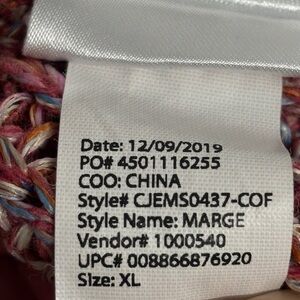 Date: 12/09/2019
PO# 4501116255
COO: CHINA
Style# CJEMS0437-COF
Style Name: MARGE
Vendor# 1000540
UPC# 008866876920
Size: XL